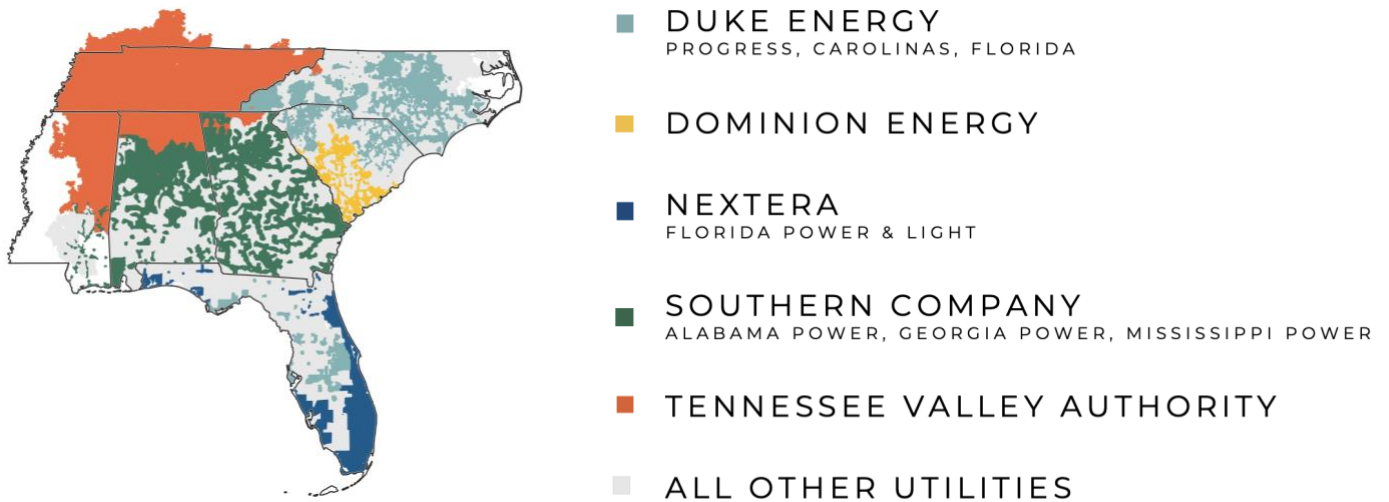 DUKE ENERGY
PROGRESS, CAROLINAS, FLORIDA
DOMINION ENERGY
NEXTERA
FLORIDA POWER & LIGHT
SOUTHERN COMPANY
ALABAMA POWER, GEORGIA POWER, MISSISSIPPI POWER
TENNESSEE VALLEY AUTHORITY
ALL OTHER UTILITIES